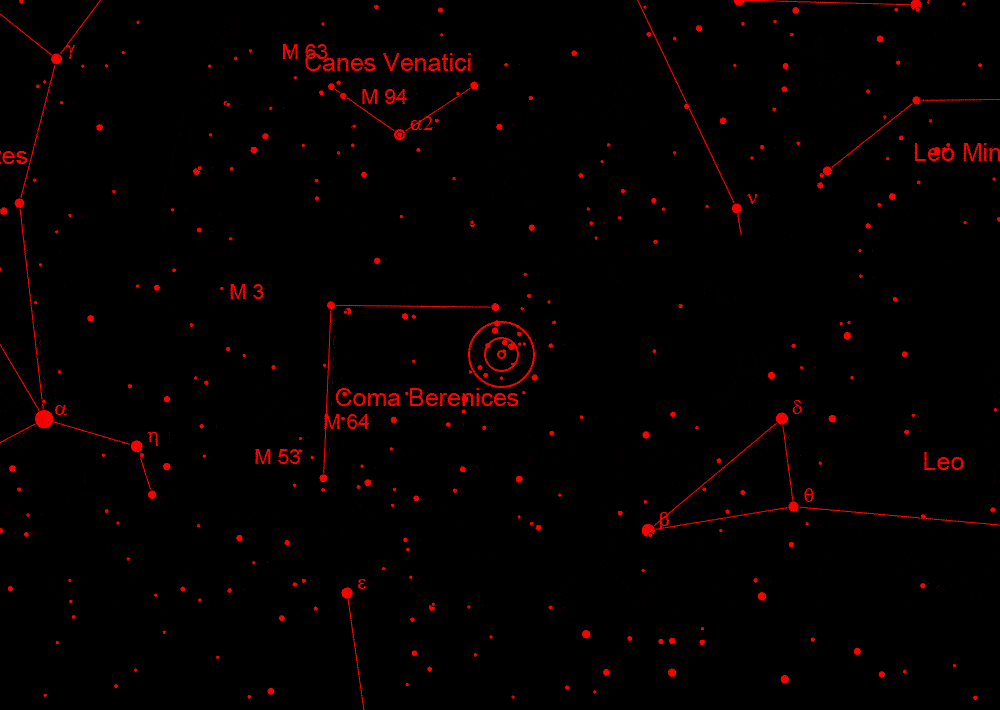 γ
M 63
Canes Venatici
M 94
α2
tes
Leo Min
ν
M 3
Coma Berenices
M 64
α
η
M 53
δ
Leo
θ
β
ε